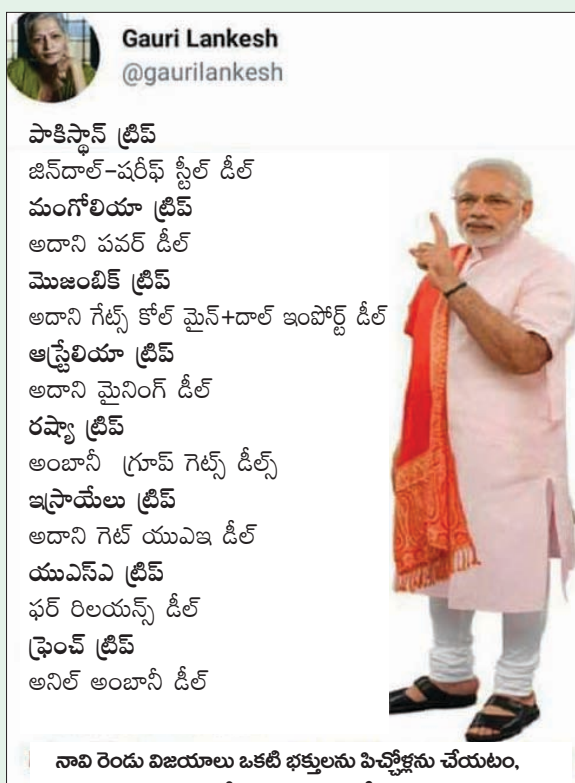 Gauri Lankesh
@gaurilankesh
పాకిస్థాన్ ట్రిప్
జిన్‌దాల్-షరీఫ్ స్టీల్ డీల్
మంగోలియా ట్రిప్
అదాని పవర్ డీల్
మొజంబిక్ ట్రిప్
అదాని గేట్స్ కోల్ మైన్+దాల్ ఇంపోర్ట్ డీల్
ఆస్ట్రేలియా ట్రిప్
అదాని మైనింగ్ డీల్
రష్యా ట్రిప్
అంబానీ గ్రూప్ గెట్స్ డీల్స్
ఇస్రాయేలు ట్రిప్
అదాని గెట్ యుఎఇ డీల్
యుఎస్ఎ ట్రిప్
ఫర్ రిలయన్స్ డీల్
ఫ్రెంచ్ ట్రిప్
అనిల్ అంబానీ డీల్
నావి రెండు విజయాలు ఒకటి భక్తులను పిచ్చోళ్లను చేయటం,